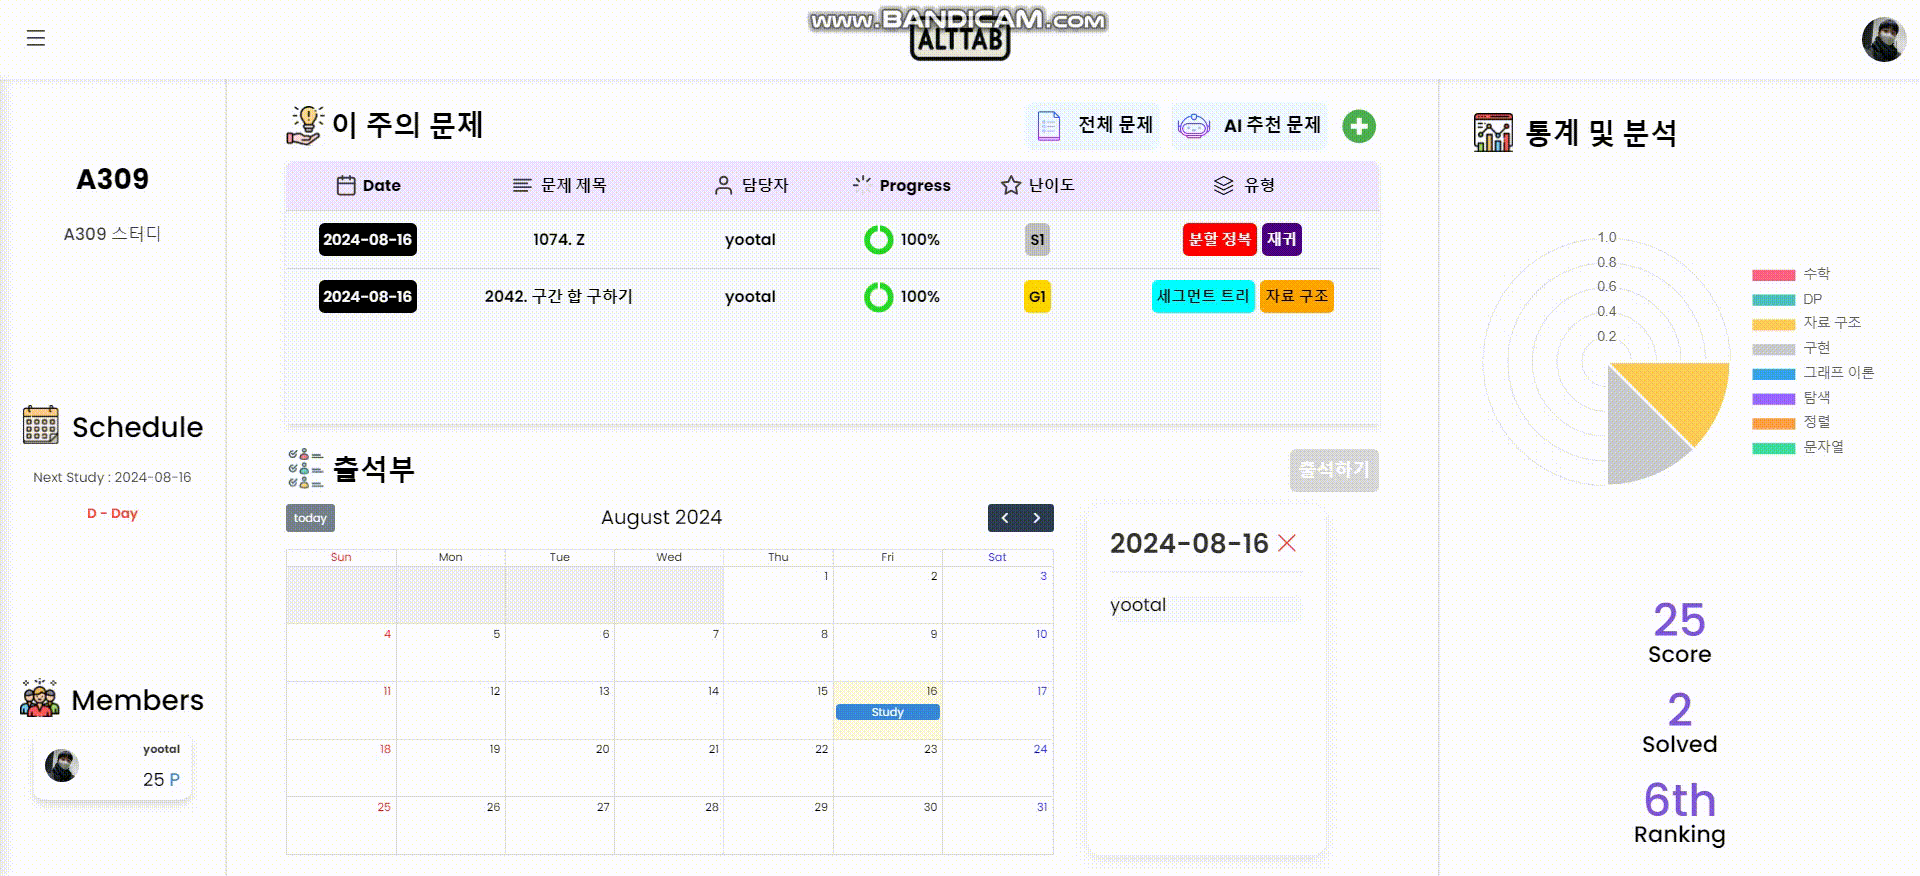 www.BANDICAM.com
ALTTAB
A309
A309 스터디
Schedule
Next Study : 2024-08-16
D - Day
Members
yootal
25 P
이 주의 문제
전체 문제
AI 추천 문제
Date 문제 제목 담당자 Progress 난이도 유형
2024-08-16 1074. Z yootal 100% S1 분할 정복 재귀
2024-08-16 2042. 구간 합 구하기 yootal 100% G1 세그먼트 트리 자료 구조
출석부
출석하기
today
August 2024
Sun Mon Tue Wed Thu Fri Sat
1 2 3
4 5 6 7 8 9 10
11 12 13 14 15 16 17
Study
18 19 20 21 22 23 24
25 26 27 28 29 30 31
2024-08-16
yootal
통계 및 분석
1.0
0.8
0.6
0.4
0.2
수학
DP
자료 구조
구현
그래프 이론
탐색
정렬
문자열
25
Score
2
Solved
6th
Ranking